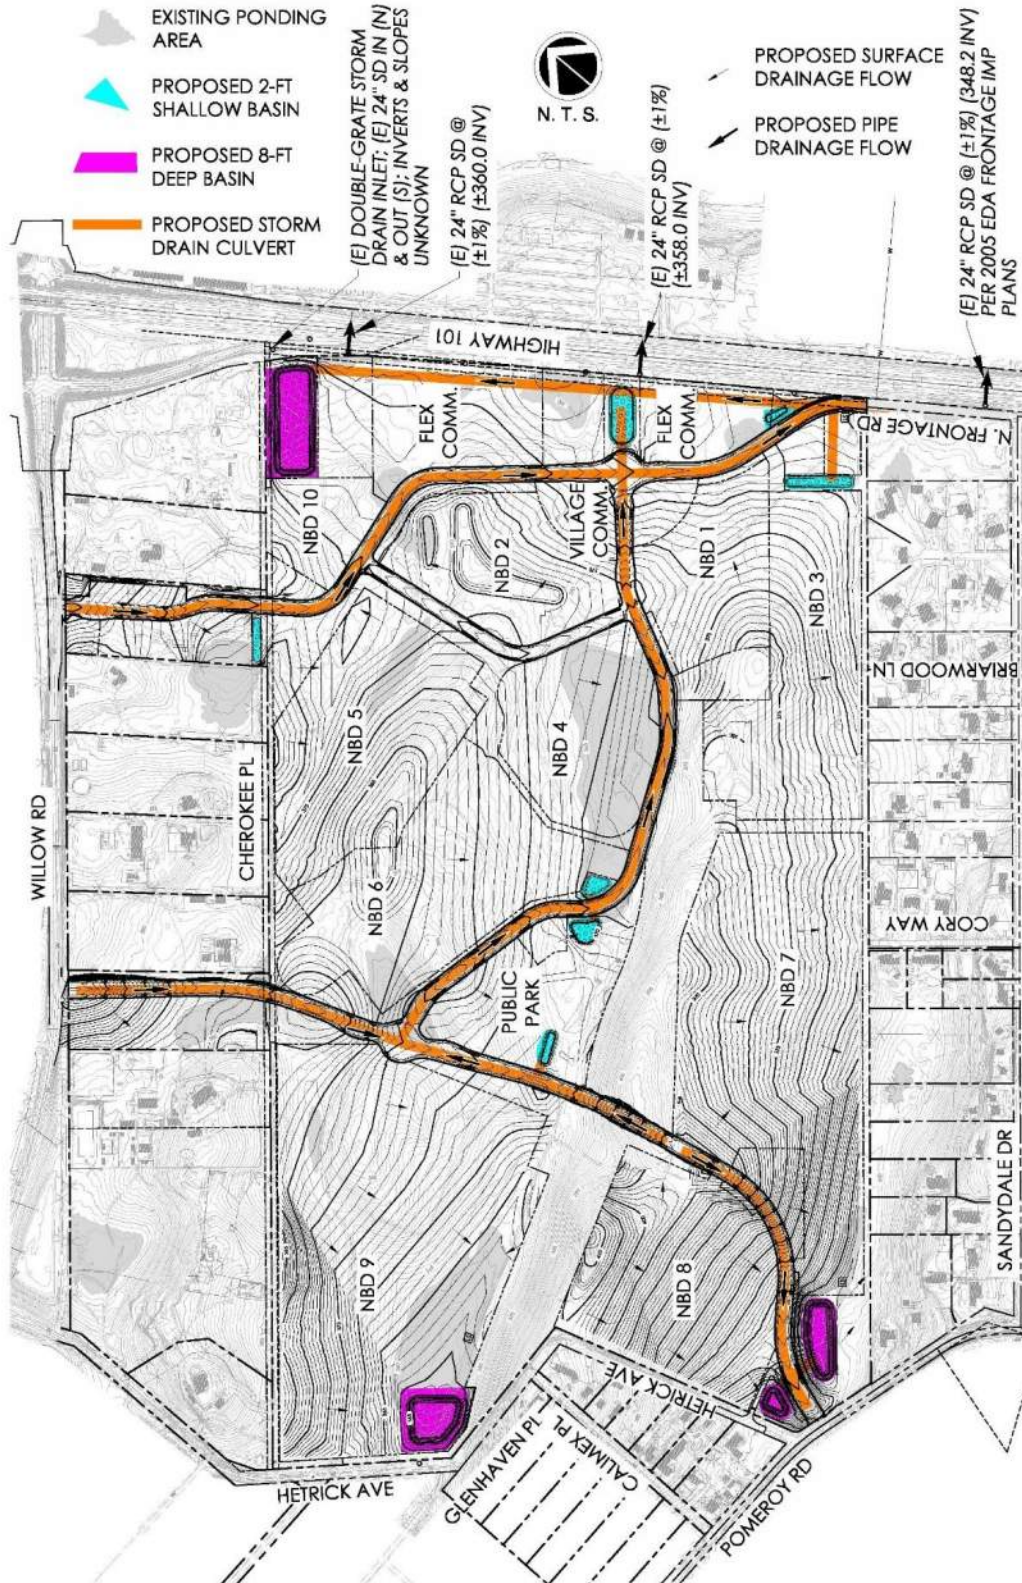 EXISTING PONDING
AREA
PROPOSED 2-FT
SHALLOW BASIN
PROPOSED 8-FT
DEEP BASIN
PROPOSED STORM
DRAIN CULVERT
N. T. S.
PROPOSED SURFACE
DRAINAGE FLOW
PROPOSED PIPE
DRAINAGE FLOW
(E) DOUBLE-GRATE STORM
DRAIN INLET; (E) 24" SD IN (N)
& OUT (S); INVERTS & SLOPES
UNKNOWN
(E) 24" RCP SD @
(±1%) (±360.0 INV)
(E) 24" RCP SD @ (±1%)
(±358.0 INV)
(E) 24" RCP SD @ (±1%) (348.2 INV)
PER 2005 EDA FRONTAGE IMP
PLANS
HIGHWAY 101
FLEX
COMM.
FLEX
COMM.
N. FRONTAGE RD
NBD 10
NBD 2
VILLAGE
COMM.
NBD 1
NBD 3
BRIARWOOD LN
WILLOW RD
CHEROKEE PL
NBD 5
NBD 4
NBD 6
PUBLIC
PARK
NBD 7
CORY WAY
NBD 9
NBD 8
SANDYDALE DR
HETRICK AVE
HETRICK AVE
GLENHAVEN Pl
CALIMEX PL
POMEROY RD